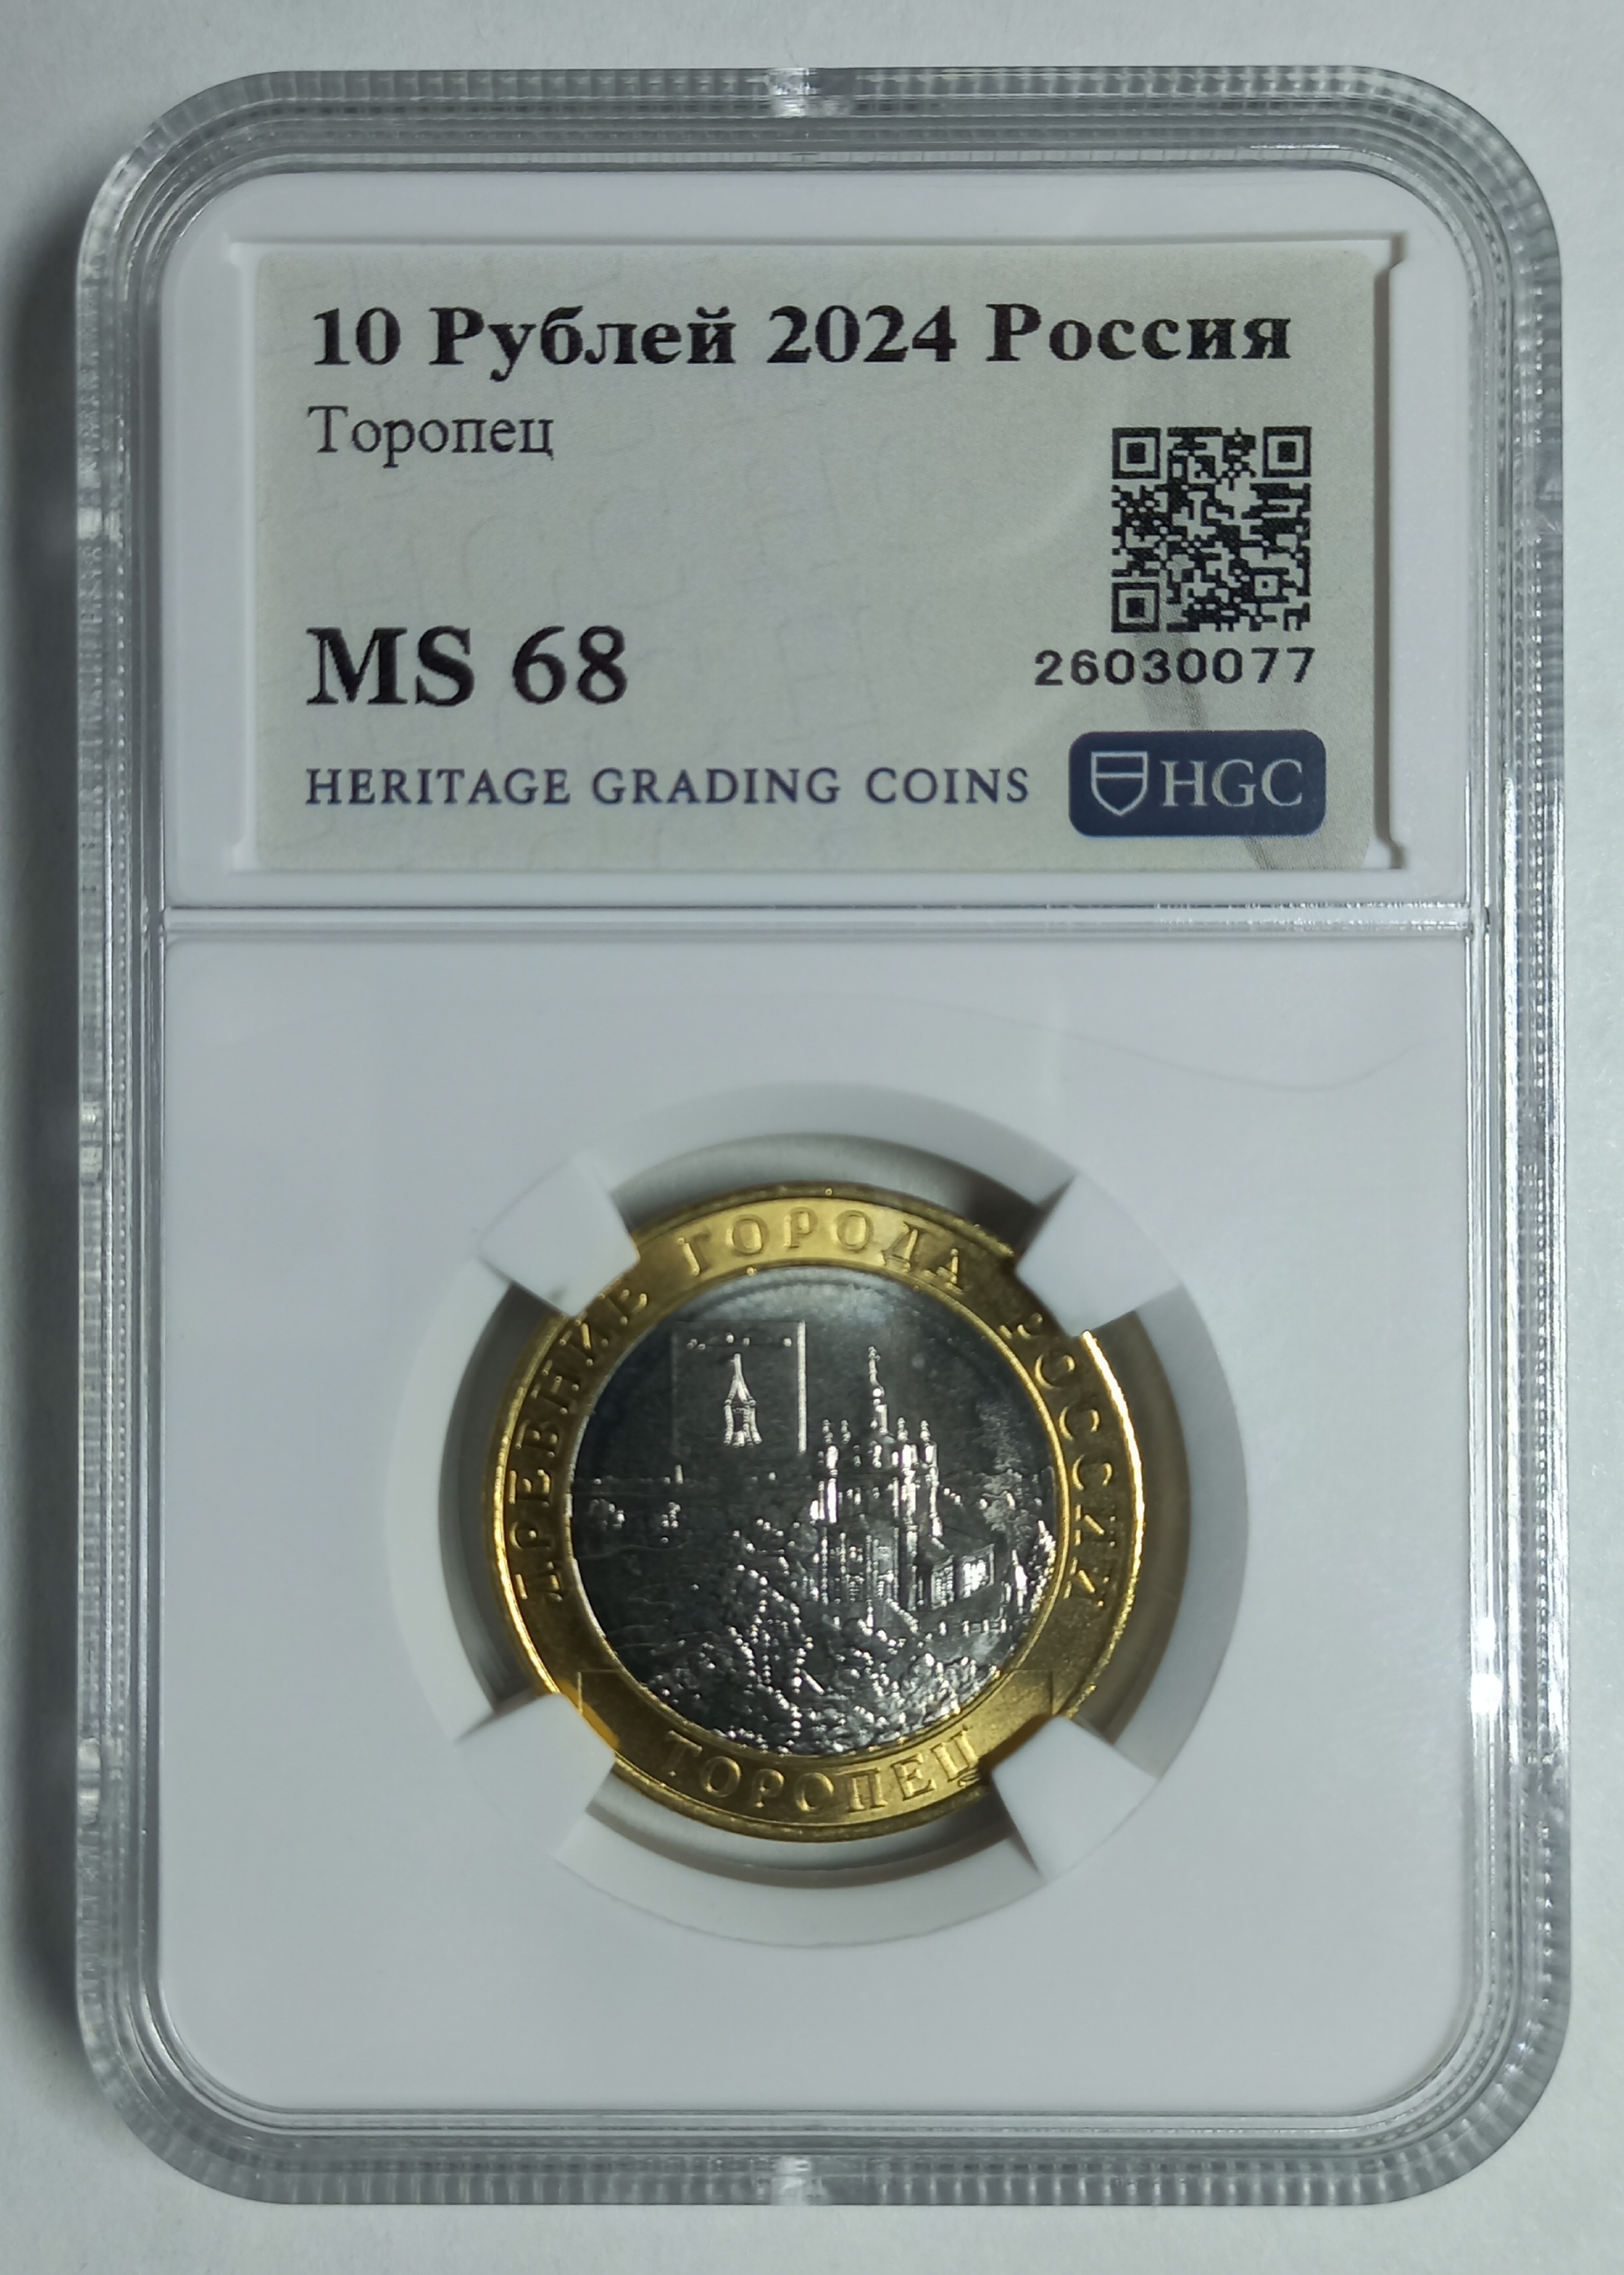 10 Рублей 2024 Россия
Торопец
MS 68
26030077
HERITAGE GRADING COINS HGC
ДРЕВНИЕ ГОРОДА РОССИИ
ТОРОПЕЦ